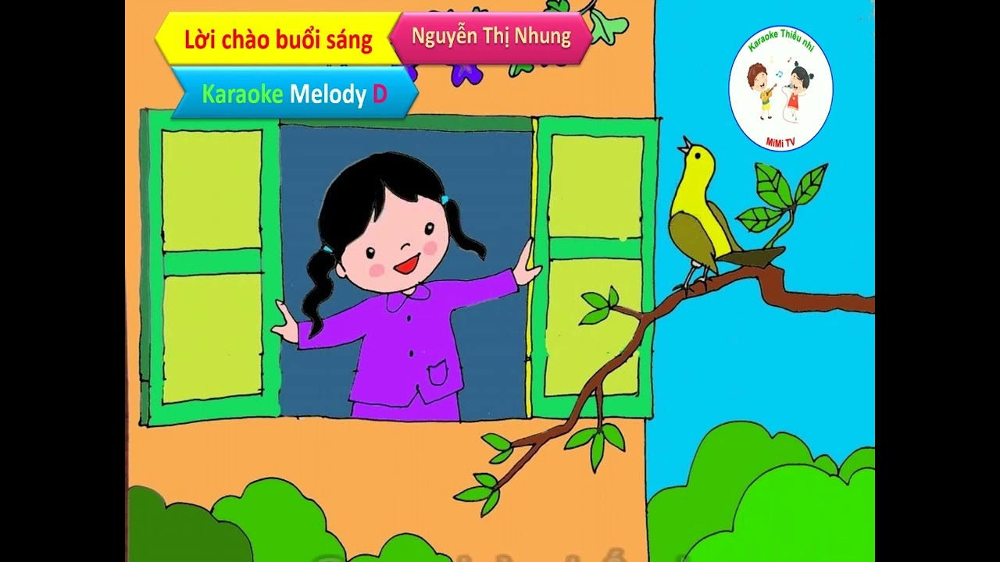 Lời chào buổi sáng
Nguyễn Thị Nhung
Karaoke Melody D
Karaoke Thiếu nhi
MiMi TV